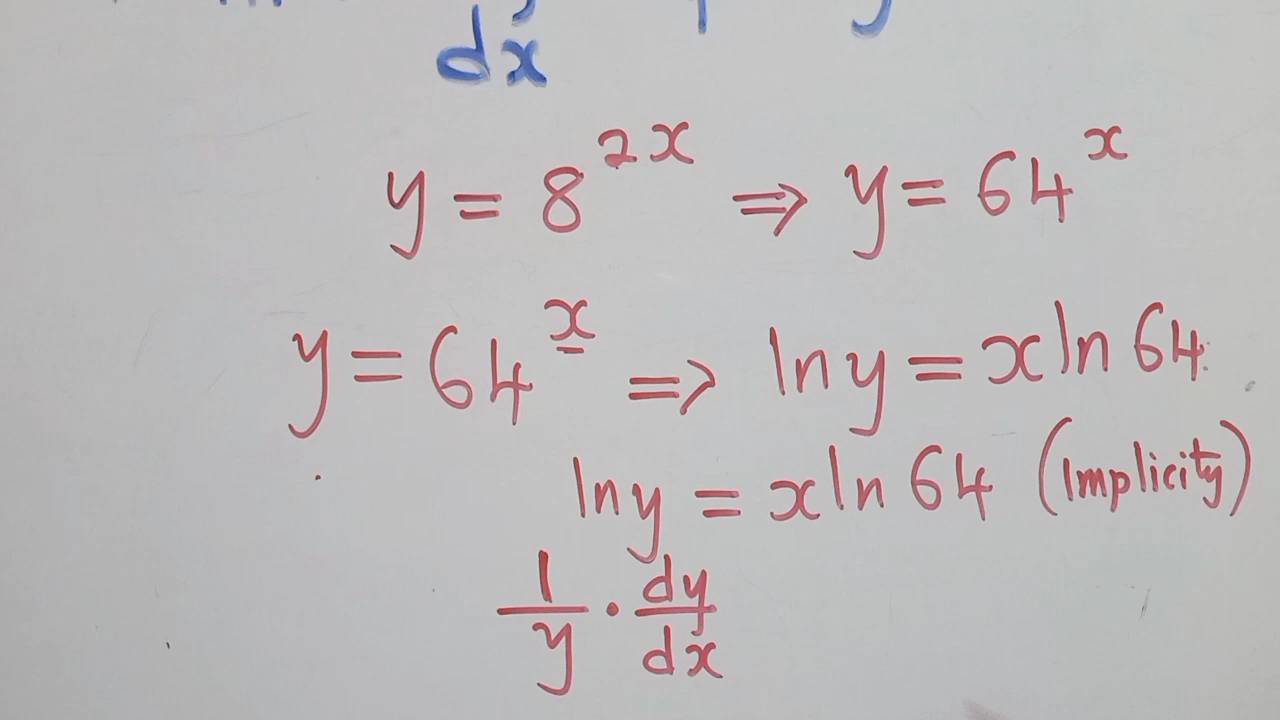 dx
y = 8^{2x} ⇒ y = 64^x
y = 64^x ⇒ ln y = x ln 64
ln y = x ln 64 (Implicity)
1/y · dy/dx